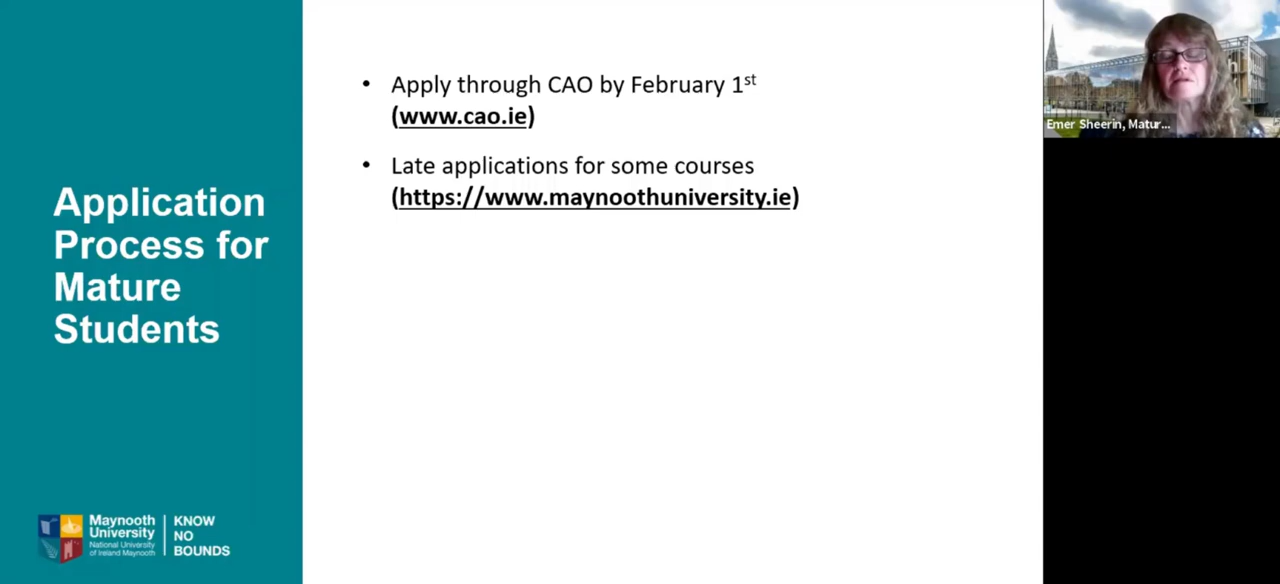 Application
Process for
Mature
Students
• Apply through CAO by February 1st
(www.cao.ie)
• Late applications for some courses
(https://www.maynoothuniversity.ie)
Emer Sheerin, Matur...
Maynooth
University
National University
of Ireland Maynooth
KNOW
NO
BOUNDS